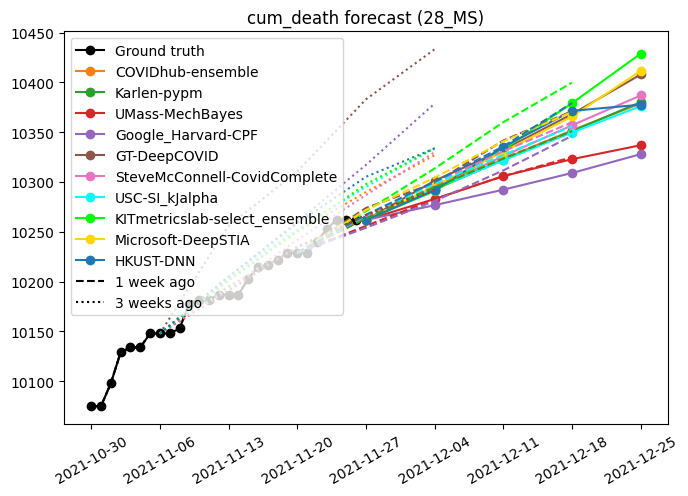 cum_death forecast (28_MS)
10450
10400
10350
10300
10250
10200
10150
10100
Ground truth
COVIDhub-ensemble
Karlen-pypm
UMass-MechBayes
Google_Harvard-CPF
GT-DeepCOVID
SteveMcConnell-CovidComplete
USC-SI_kJalpha
KITmetricslab-select_ensemble
Microsoft-DeepSTIA
HKUST-DNN
1 week ago
3 weeks ago
2021-10-30
2021-11-06
2021-11-13
2021-11-20
2021-11-27
2021-12-04
2021-12-11
2021-12-18
2021-12-25